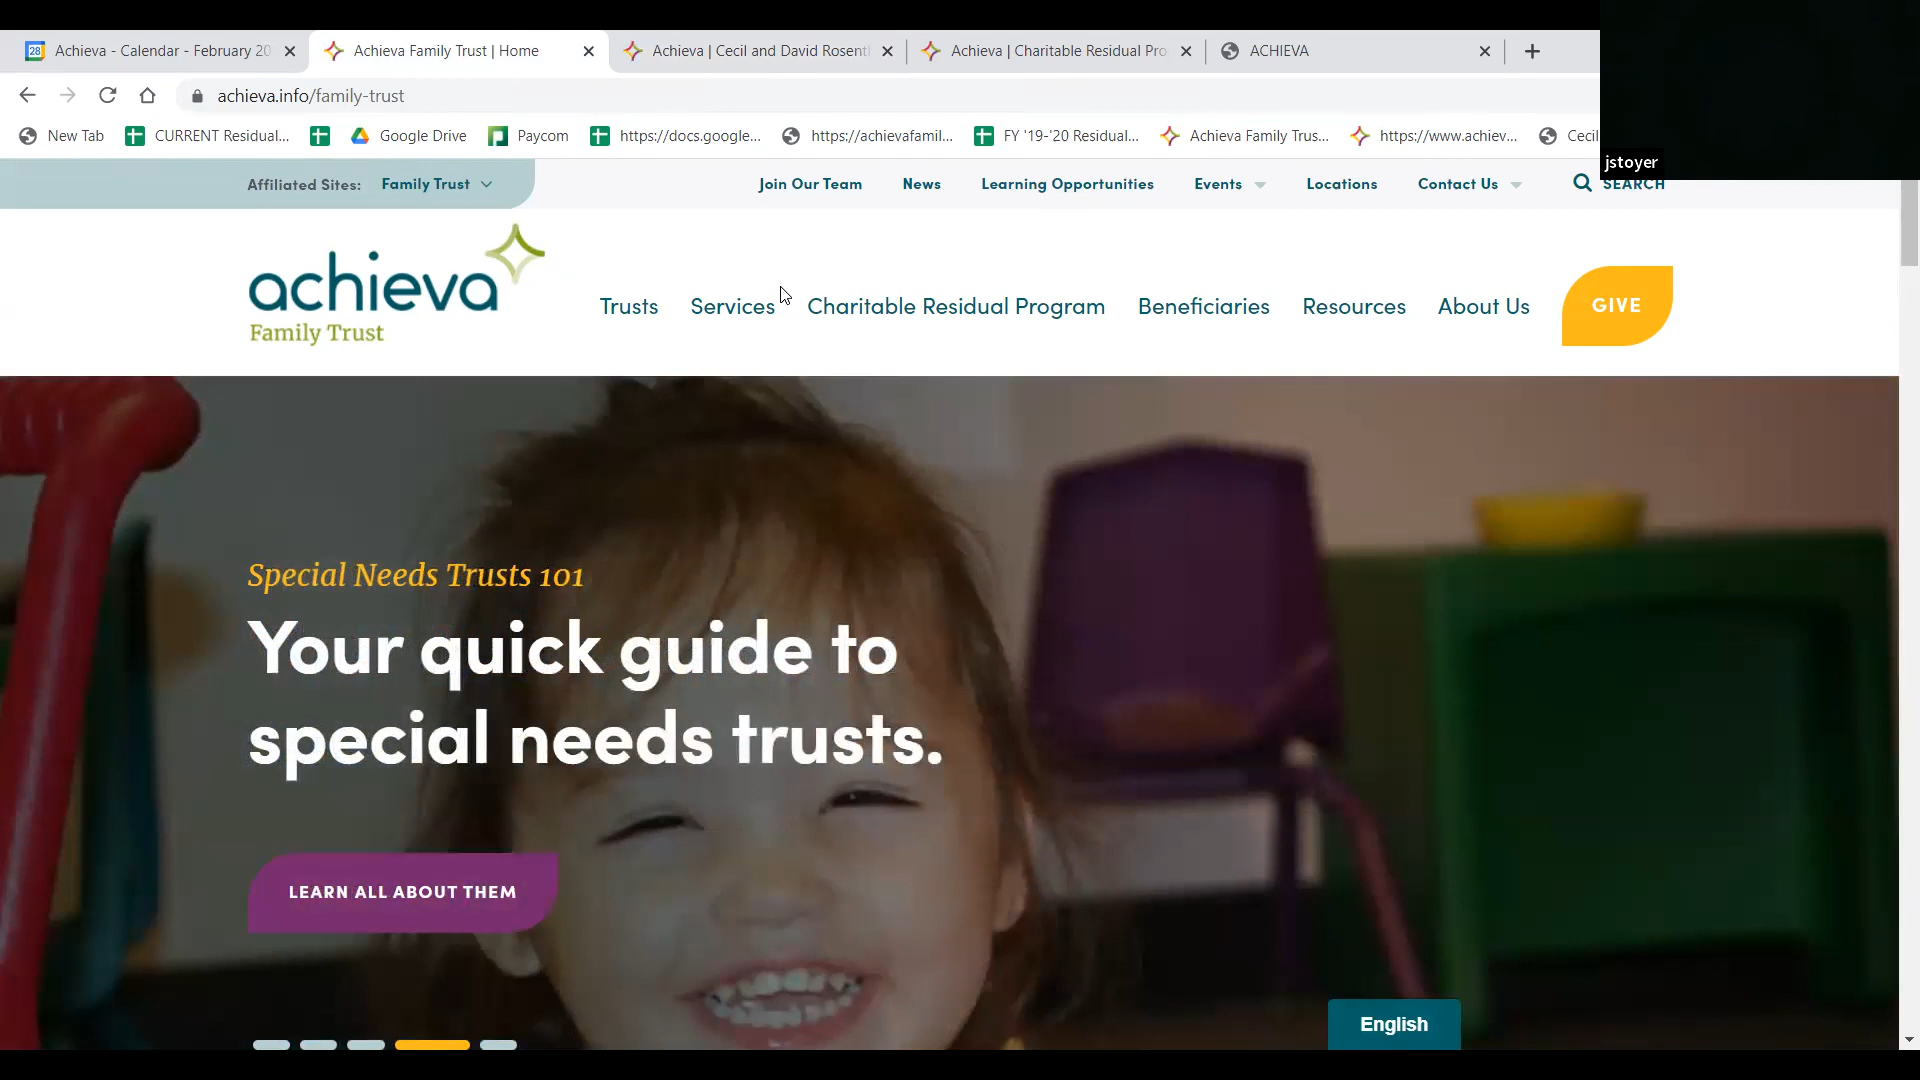 28 Achieva - Calendar - February 20
Achieva Family Trust | Home
Achieva | Cecil and David Rosent
Achieva | Charitable Residual Pro
ACHIEVA
achieva.info/family-trust
New Tab
CURRENT Residual...
Google Drive
Paycom
https://docs.google...
https://achievafamil...
FY '19-'20 Residual...
Achieva Family Trus...
https://www.achiev...
Cecil
jstoyer
Affiliated Sites: Family Trust
Join Our Team
News
Learning Opportunities
Events
Locations
Contact Us
SEARCH
achieva
Family Trust
Trusts
Services
Charitable Residual Program
Beneficiaries
Resources
About Us
GIVE
Special Needs Trusts 101
Your quick guide to
special needs trusts.
LEARN ALL ABOUT THEM
English